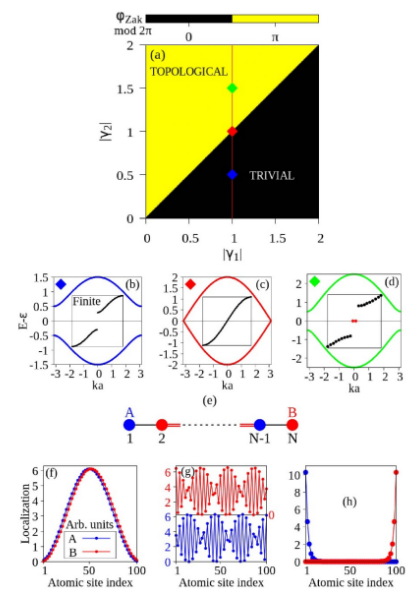 φZak
mod 2π
0 π
(a)
TOPOLOGICAL
TRIVIAL
|γ2|
2
1.5
1
0.5
0
0 0.5 1 1.5 2
|γ1|
(b)
Finite
E-ε
1.5
1
0.5
0
-0.5
-1
-1.5
-3 -2 -1 0 1 2 3
ka
(c)
2
1.5
1
0.5
0
-0.5
-1
-1.5
-2
-3 -2 -1 0 1 2 3
ka
(d)
2
1
0
-1
-2
-3 -2 -1 0 1 2 3
ka
(e)
A B
1 2 N-1 N
(f)
Localization
6
5
4
3
2
1
0
Arb. units
A
B
1 50 100
Atomic site index
(g)
6
4
2
0
6
4
2
0
0
1 50 100
Atomic site index
(h)
10
8
6
4
2
0
1 50 100
Atomic site index